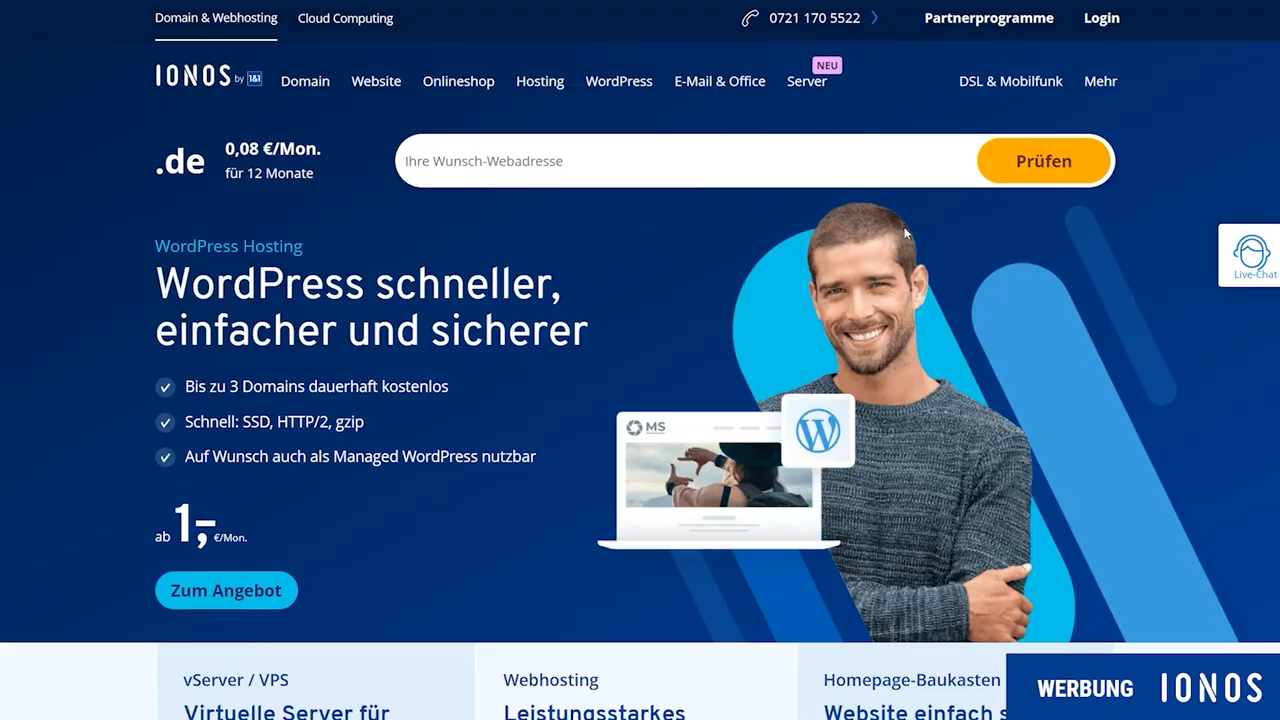 Domain & Webhosting
Cloud Computing
0721 170 5522
Partnerprogramme
Login
IONOS by 1&1
Domain
Website
Onlineshop
Hosting
WordPress
E-Mail & Office
Server
NEU
DSL & Mobilfunk
Mehr
.de
0,08 €/Mon.
für 12 Monate
Ihre Wunsch-Webadresse
Prüfen
Live-Chat
WordPress Hosting
WordPress schneller,
einfacher und sicherer
Bis zu 3 Domains dauerhaft kostenlos
Schnell: SSD, HTTP/2, gzip
Auf Wunsch auch als Managed WordPress nutzbar
MS
ab 1,- €/Mon.
Zum Angebot
vServer / VPS
Virtuelle Server für
Webhosting
Leistungsstarkes
Homepage-Baukasten
Website einfach s
WERBUNG IONOS